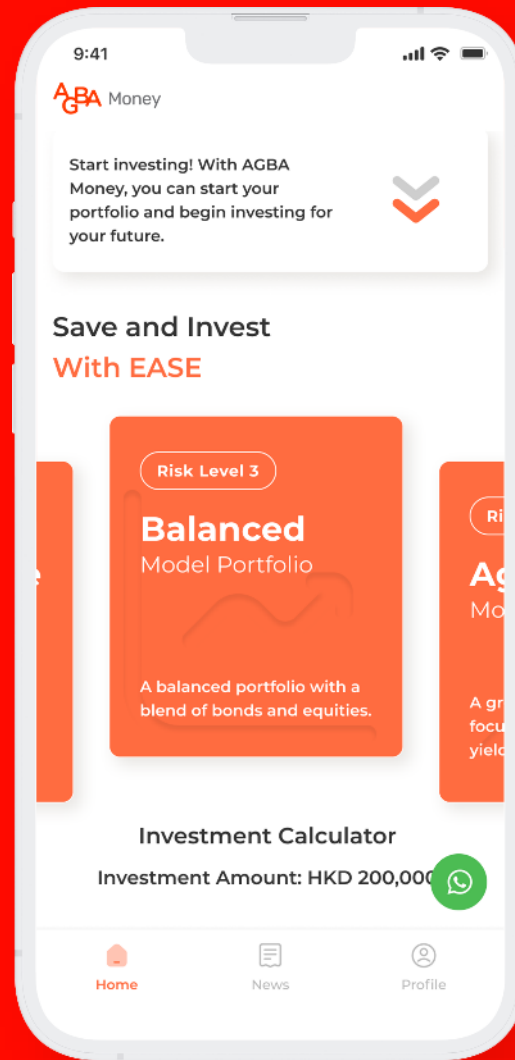 9:41
AGBA Money
Start investing! With AGBA
Money, you can start your
portfolio and begin investing for
your future.
Save and Invest
With EASE
Risk Level 3
Balanced
Model Portfolio
A balanced portfolio with a
blend of bonds and equities.
Investment Calculator
Investment Amount: HKD 200,000
Home
News
Profile